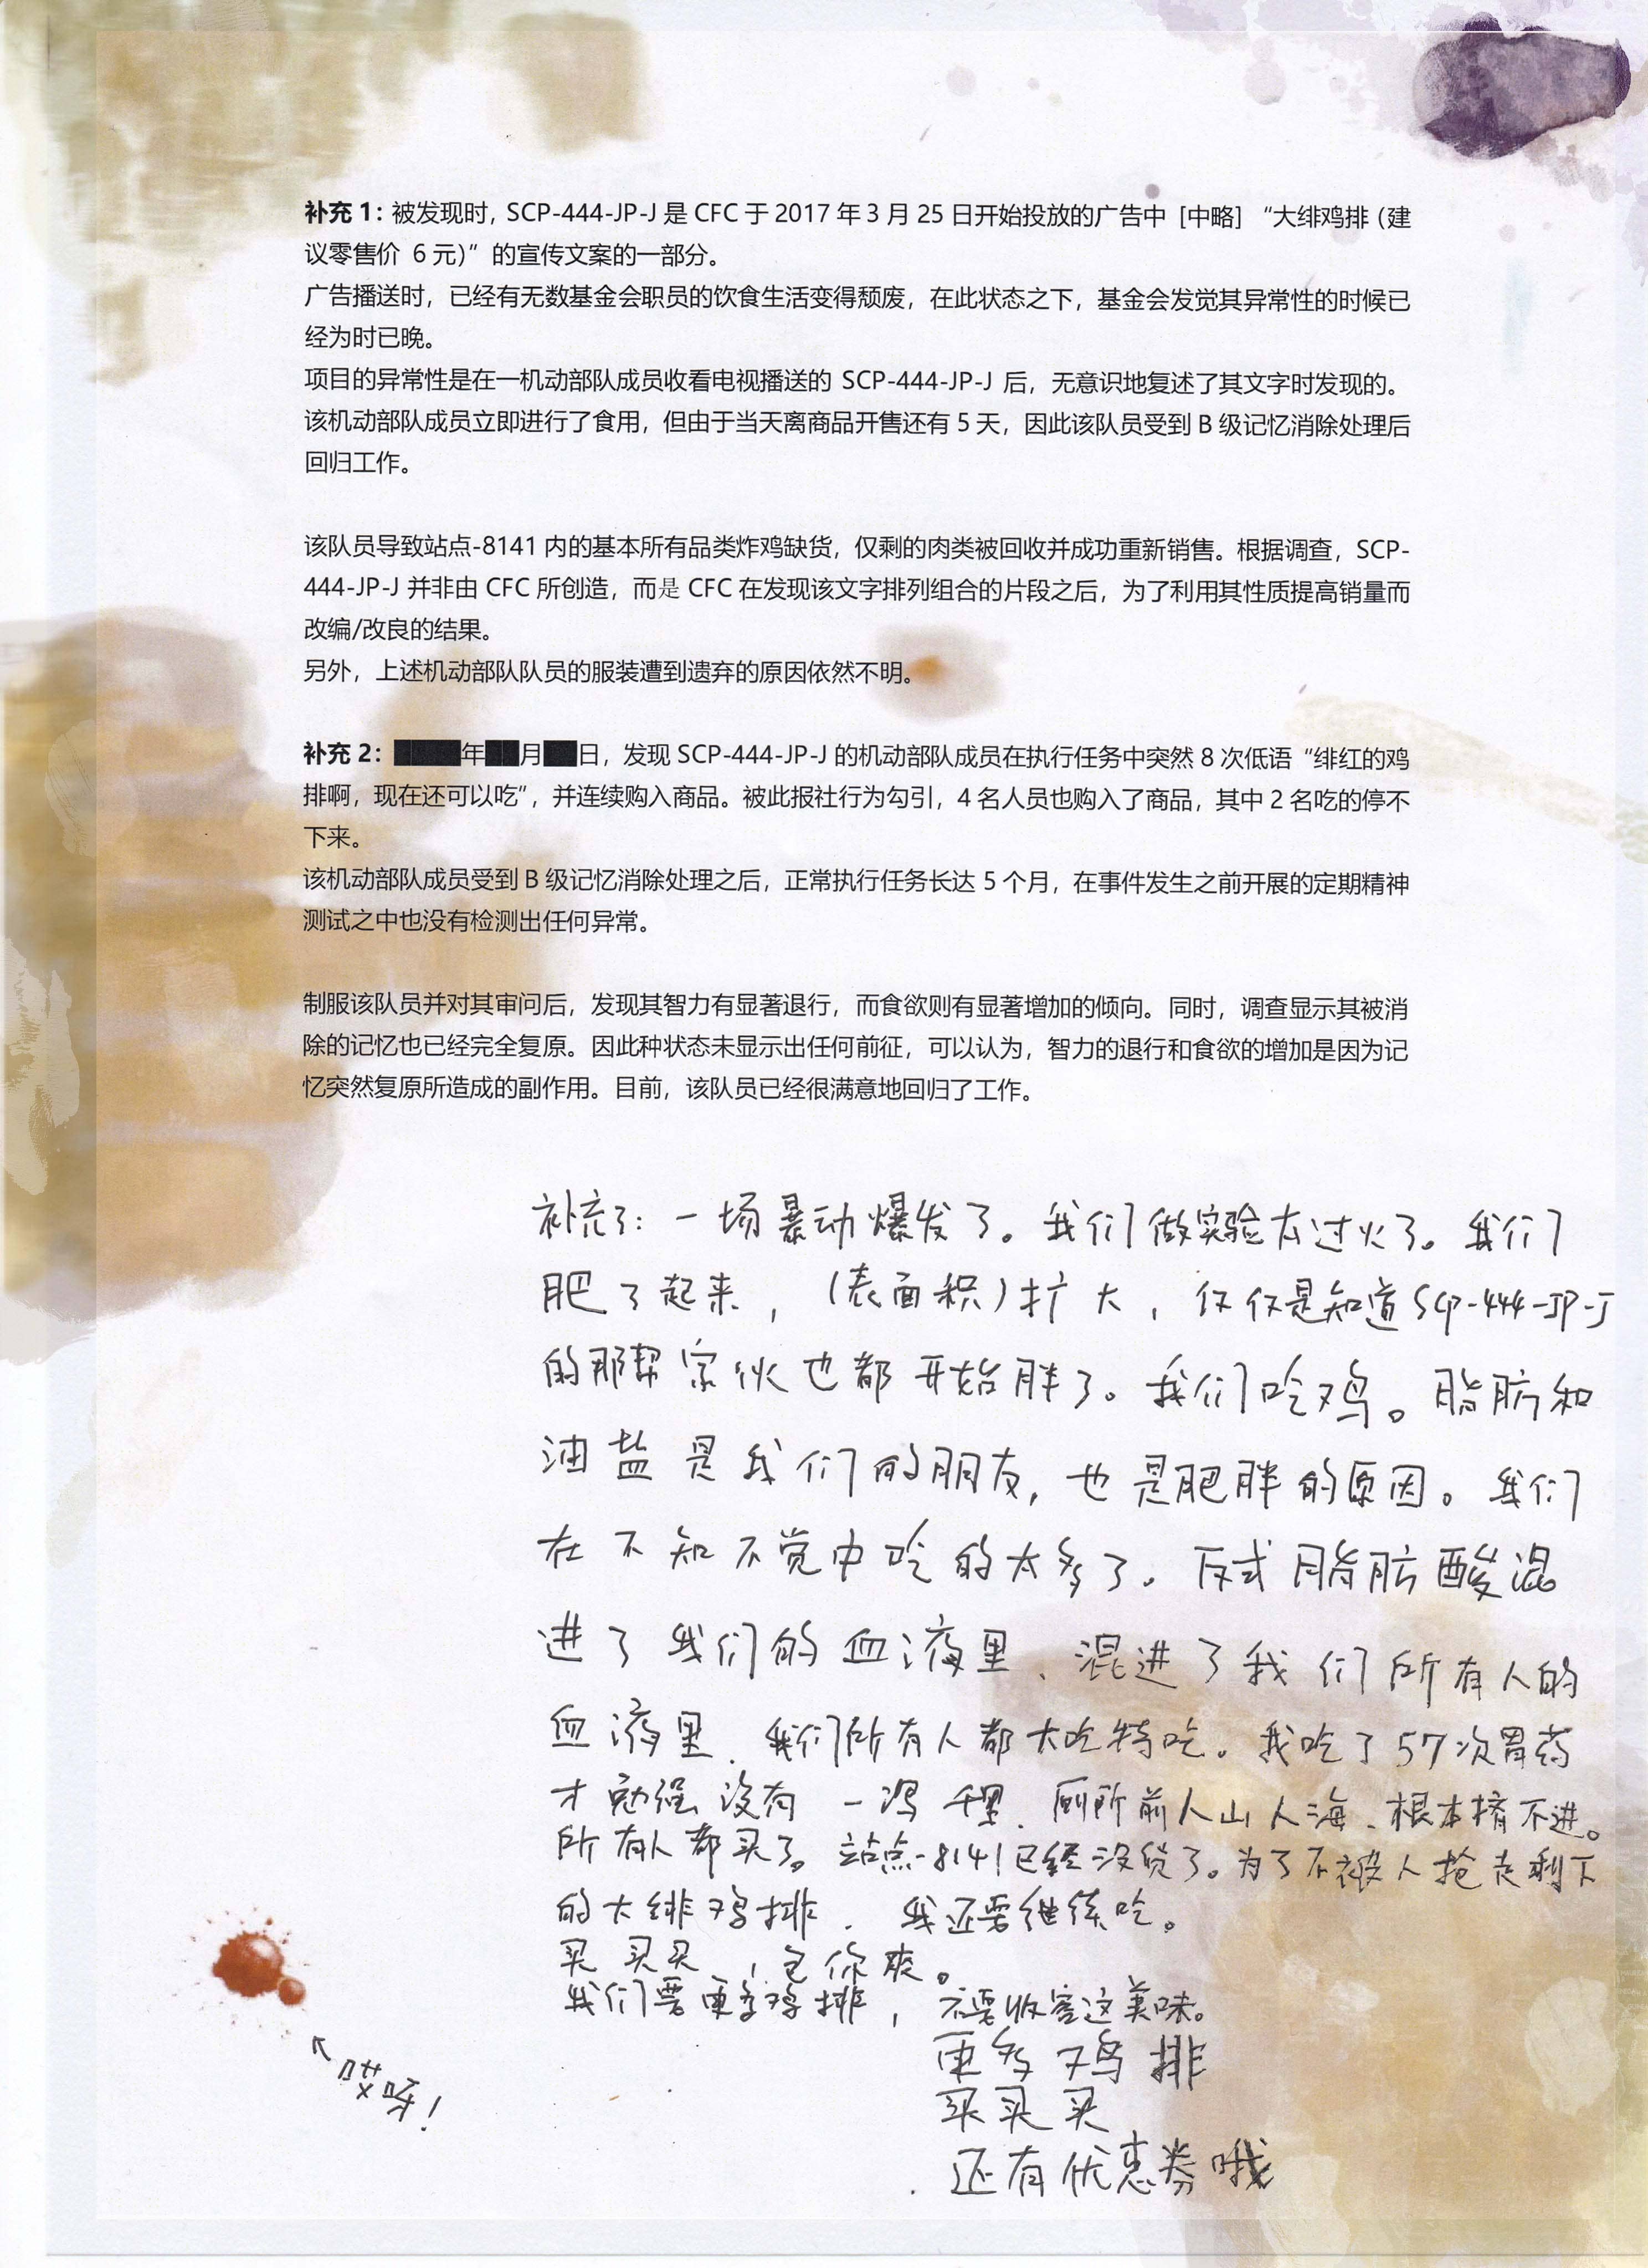 补充 1：被发现时，SCP-444-JP-J 是 CFC 于 2017 年 3 月 25 日开始投放的广告中 [中略] “大绯鸡排（建
议零售价 6 元）” 的宣传文案的一部分。
广告播送时，已经有无数基金会职员的饮食生活变得颓废，在此状态之下，基金会发觉其异常性的时候已
经为时已晚。
项目的异常性是在一机动部队成员收看电视播送的 SCP-444-JP-J 后，无意识地复述了其文字时发现的。
该机动部队成员立即进行了食用，但由于当天离商品开售还有 5 天，因此该队员受到 B 级记忆消除处理后
回归工作。
该队员导致站点-8141 内的基本所有品类炸鸡缺货，仅剩的肉类被回收并成功重新销售。根据调查，SCP-
444-JP-J 并非由 CFC 所创造，而是 CFC 在发现该文字排列组合的片段之后，为了利用其性质提高销量而
改编/改良的结果。
另外，上述机动部队队员的服装遭到遗弃的原因依然不明。
补充 2：████年██月██日，发现 SCP-444-JP-J 的机动部队成员在执行任务中突然 8 次低语 “绯红的鸡
排啊，现在还可以吃”，并连续购入商品。被此报社行为勾引，4 名人员也购入了商品，其中 2 名吃的停不
下来。
该机动部队成员受到 B 级记忆消除处理之后，正常执行任务长达 5 个月，在事件发生之前开展的定期精神
测试之中也没有检测出任何异常。
制服该队员并对其审问后，发现其智力有显著退行，而食欲则有显著增加的倾向。同时，调查显示其被消
除的记忆也已经完全复原。因此种状态未显示出任何前征，可以认为，智力的退行和食欲的增加是因为记
忆突然复原所造成的副作用。目前，该队员已经很满意地回归了工作。
补充3：一场暴动爆发了。我们做实验太过火了。我们
肥了起来，（表面积）扩大，仅仅是知道SCP-444-JP-J
的那帮家伙也都开始胖了。我们吃鸡。脂肪和
油盐是我们的朋友，也是肥胖的原因。我们
在不知不觉中吃的太多了。反式脂肪酸混
进了我们的血液里、混进了我们所有人的
血液里、我们所有人都大吃特吃。我吃了57次胃药
才勉强没有一泻千里、厕所前人山人海、根本挤不进。
所有人都买了。站点-8141已经没货了。为了不被人抢走剩下
的大绯鸡排、我还要继续吃。
买买买，包你爽。
我们要更多鸡排，不要收容这美味。
更多鸡排
买买买
还有优惠券哦
↖哎呀！